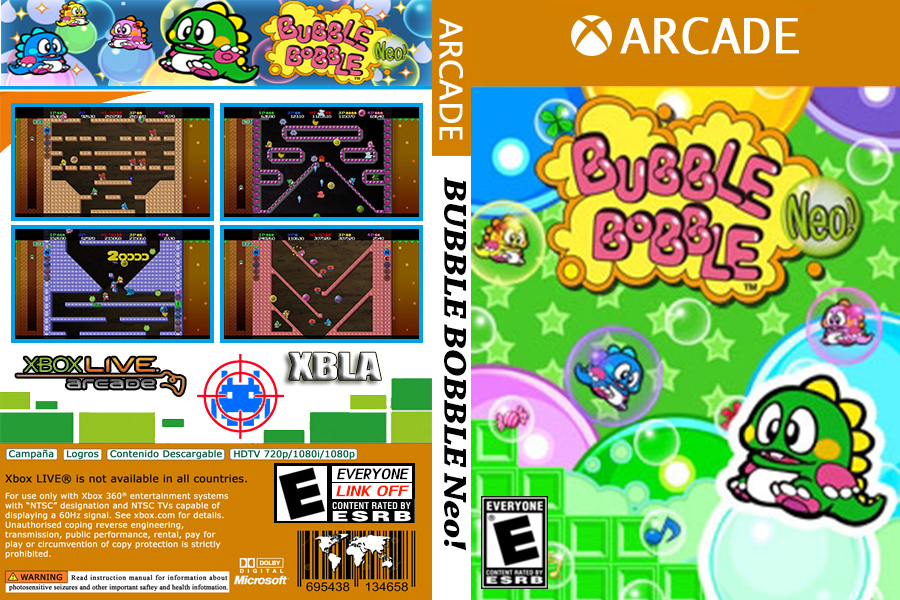 BUBBLE
BOBBLE
Neo!
TM
20000
XBOX LIVE
arcade
XBLA
Campaña
Logros
Contenido Descargable
HDTV 720p/1080i/1080p
Xbox LIVE® is not available in all countries.
For use only with Xbox 360® entertainment systems
with "NTSC" designation and NTSC TVs capable of
displaying a 60Hz signal. See xbox.com for details.
Unauthorised coping reverse engineering,
transmission, public performance, rental, pay for
play or circumvention of copy protection is strictly
prohibited.
WARNING Read instruction manual for information about
photosensitive seizures and other important saftey and health infotmation.
E
EVERYONE
LINK OFF
CONTENT RATED BY
ESRB
DOLBY
DIGITAL
Microsoft
695438 134658
ARCADE
BUBBLE BOBBLE Neo!
ARCADE
BUBBLE
BOBBLE
Neo!
TM
EVERYONE
E
CONTENT RATED BY
ESRB